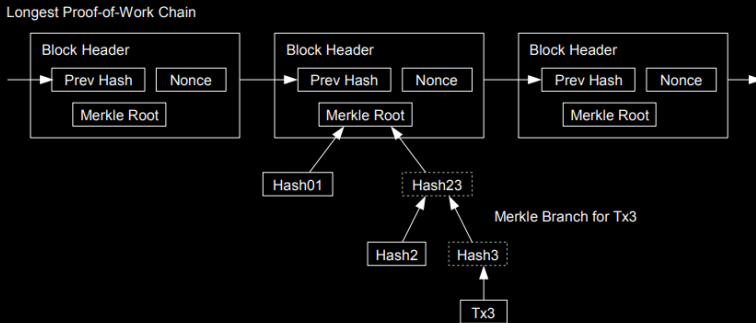 Longest Proof-of-Work Chain
Block Header
Prev Hash
Nonce
Merkle Root
Block Header
Prev Hash
Nonce
Merkle Root
Block Header
Prev Hash
Nonce
Merkle Root
Hash01
Hash23
Merkle Branch for Tx3
Hash2
Hash3
Tx3